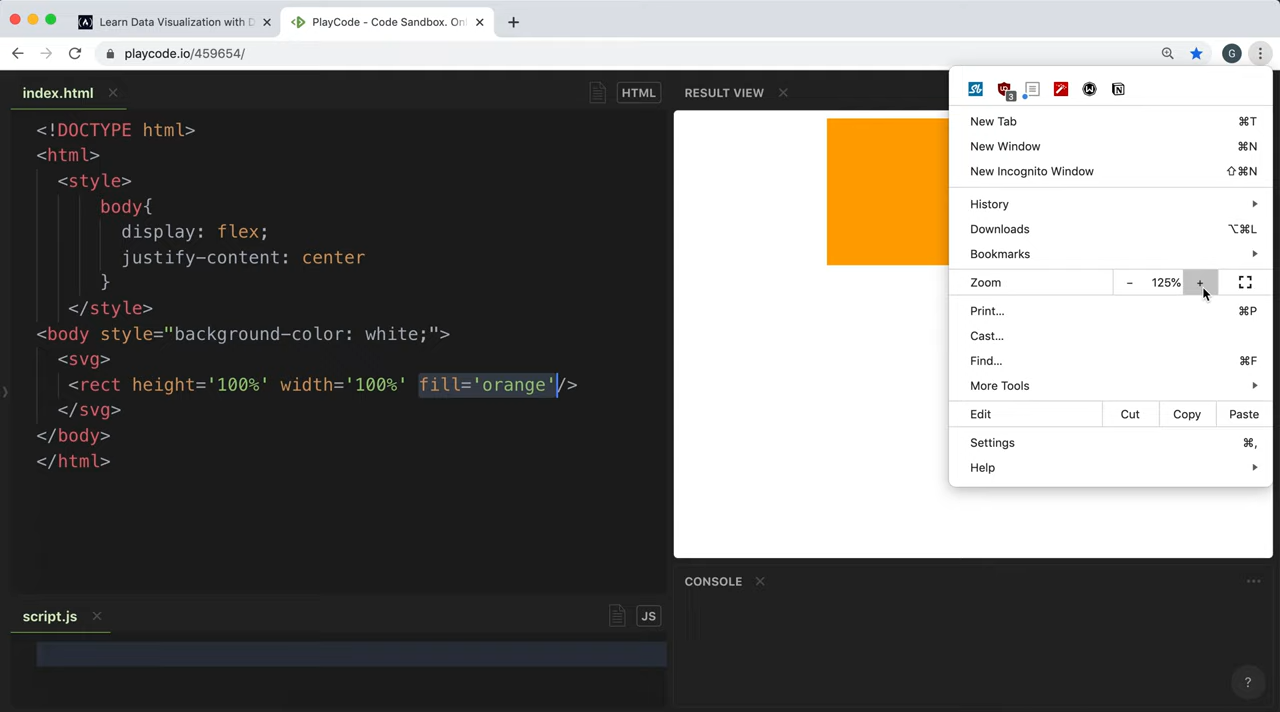 Learn Data Visualization with D
PlayCode - Code Sandbox. On
playcode.io/459654/
G
index.html
HTML
RESULT VIEW
<!DOCTYPE html>
<html>
<style>
body{
display: flex;
justify-content: center
}
</style>
<body style="background-color: white;">
<svg>
<rect height='100%' width='100%' fill='orange'/>
</svg>
</body>
</html>
3
New Tab ⌘T
New Window ⌘N
New Incognito Window ⇧⌘N
History
Downloads ⌥⌘L
Bookmarks
Zoom - 125% +
Print... ⌘P
Cast...
Find... ⌘F
More Tools
Edit Cut Copy Paste
Settings ⌘,
Help
CONSOLE
script.js
JS
?